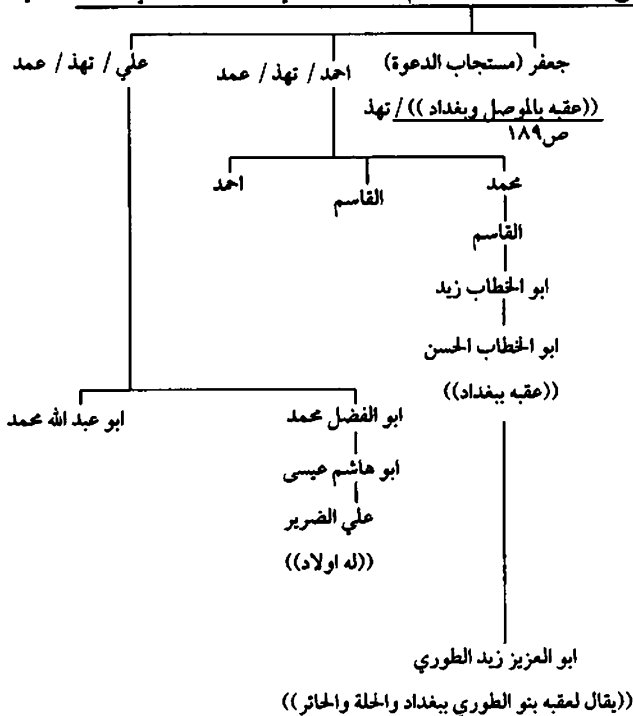 جعفر (مستجاب الدعوة)
احمد / تهذ / عمد
علي / تهذ / عمد
((عقبه بالموصل وبغداد)) / تهذ
ص١٨٩
محمد
القاسم
احمد
القاسم
ابو الخطاب زيد
ابو الخطاب الحسن
((عقبه ببغداد))
ابو الفضل محمد
ابو عبد الله محمد
ابو هاشم عيسى
علي الضرير
((له اولاد))
ابو العزيز زيد الطوري
((يقال لعقبه بنو الطوري ببغداد والحلة والحائر))